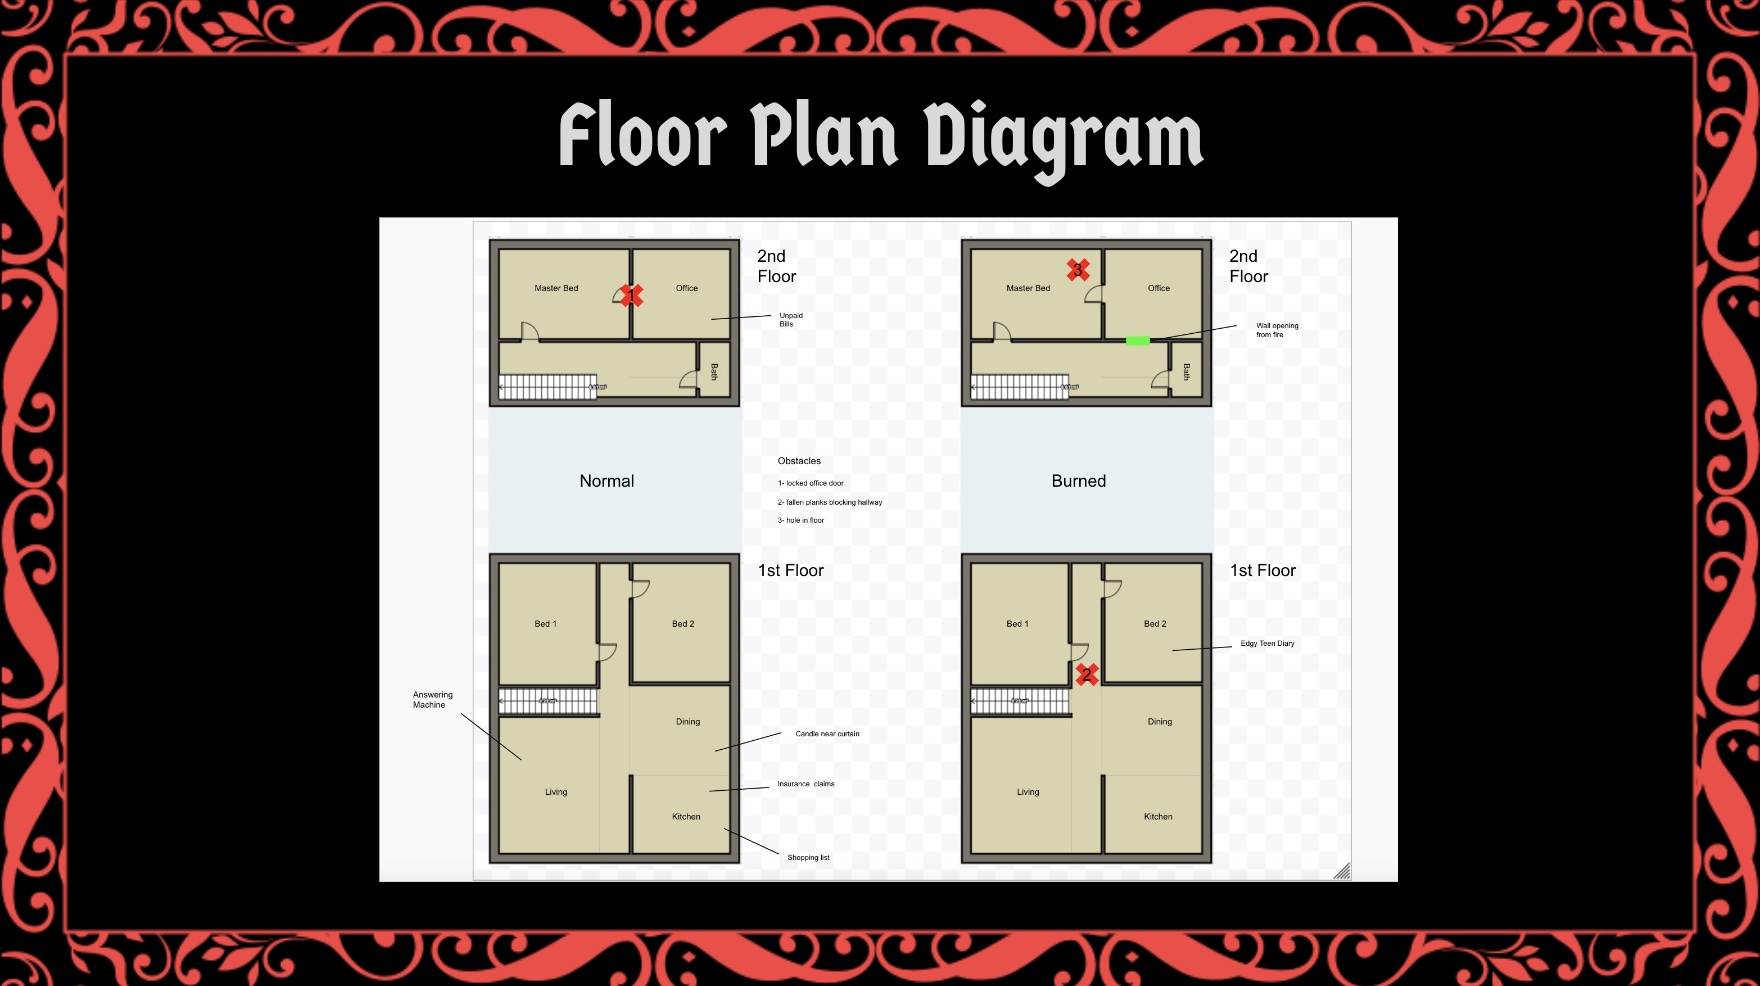 Floor Plan Diagram
Master Bed
1
Office
2nd
Floor
Unpaid
Bills
Bath
Master Bed
3
Office
2nd
Floor
Wall opening
from fire
Bath
Normal
Obstacles
1- locked office door
2- fallen planks blocking hallway
3- hole in floor
Burned
1st Floor
Bed 1
Bed 2
Answering
Machine
Dining
Candle near curtain
Insurance claims
Living
Kitchen
Shopping list
1st Floor
Bed 1
Bed 2
Edgy Teen Diary
2
Dining
Living
Kitchen